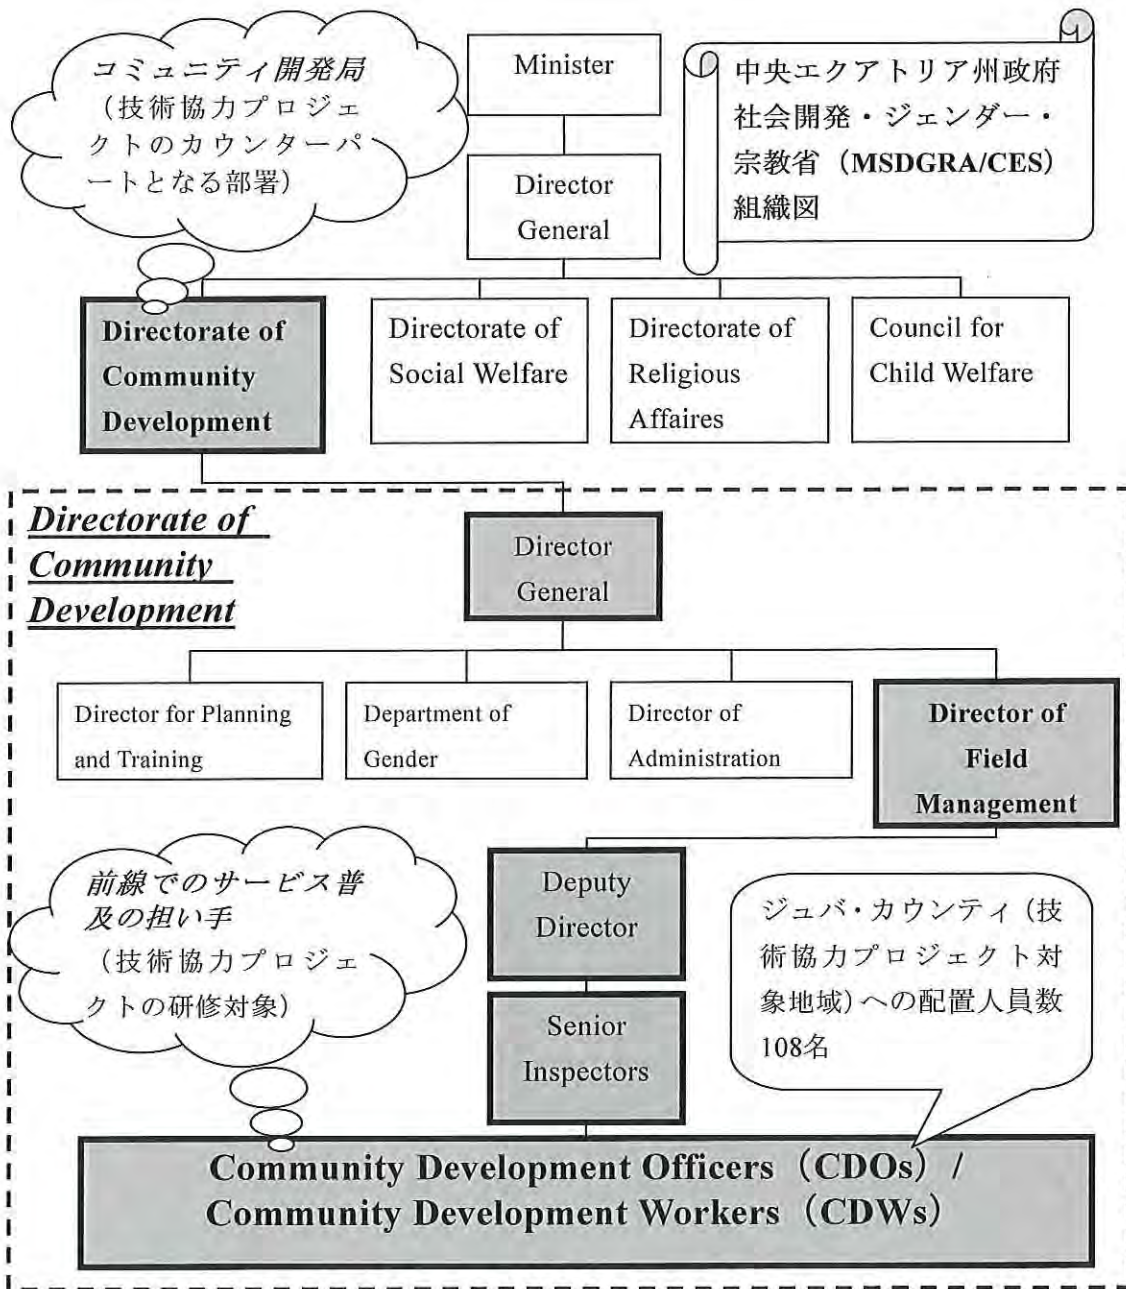 コミュニティ開発局
（技術協力プロジェ
クトのカウンターパ
ートとなる部署）
Minister
Director
General
中央エクアトリア州政府
社会開発・ジェンダー・
宗教省（MSDGRA/CES）
組織図
Directorate of
Community
Development
Directorate of
Social Welfare
Directorate of
Religious
Affaires
Council for
Child Welfare
Directorate of
Community
Development
Director
General
Director for Planning
and Training
Department of
Gender
Director of
Administration
Director of
Field
Management
前線でのサービス普
及の担い手
（技術協力プロジェ
クトの研修対象）
Deputy
Director
Senior
Inspectors
ジュバ・カウンティ（技
術協力プロジェクト対
象地域）への配置人員数
108名
Community Development Officers（CDOs）/
Community Development Workers（CDWs）